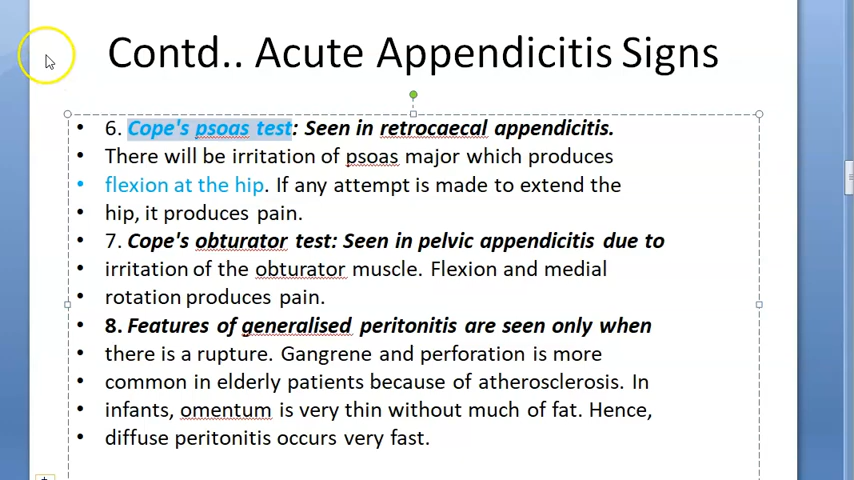 Contd.. Acute Appendicitis Signs
• 6. Cope's psoas test: Seen in retrocaecal appendicitis.
• There will be irritation of psoas major which produces
• flexion at the hip. If any attempt is made to extend the
• hip, it produces pain.
• 7. Cope's obturator test: Seen in pelvic appendicitis due to
• irritation of the obturator muscle. Flexion and medial
• rotation produces pain.
• 8. Features of generalised peritonitis are seen only when
• there is a rupture. Gangrene and perforation is more
• common in elderly patients because of atherosclerosis. In
• infants, omentum is very thin without much of fat. Hence,
• diffuse peritonitis occurs very fast.